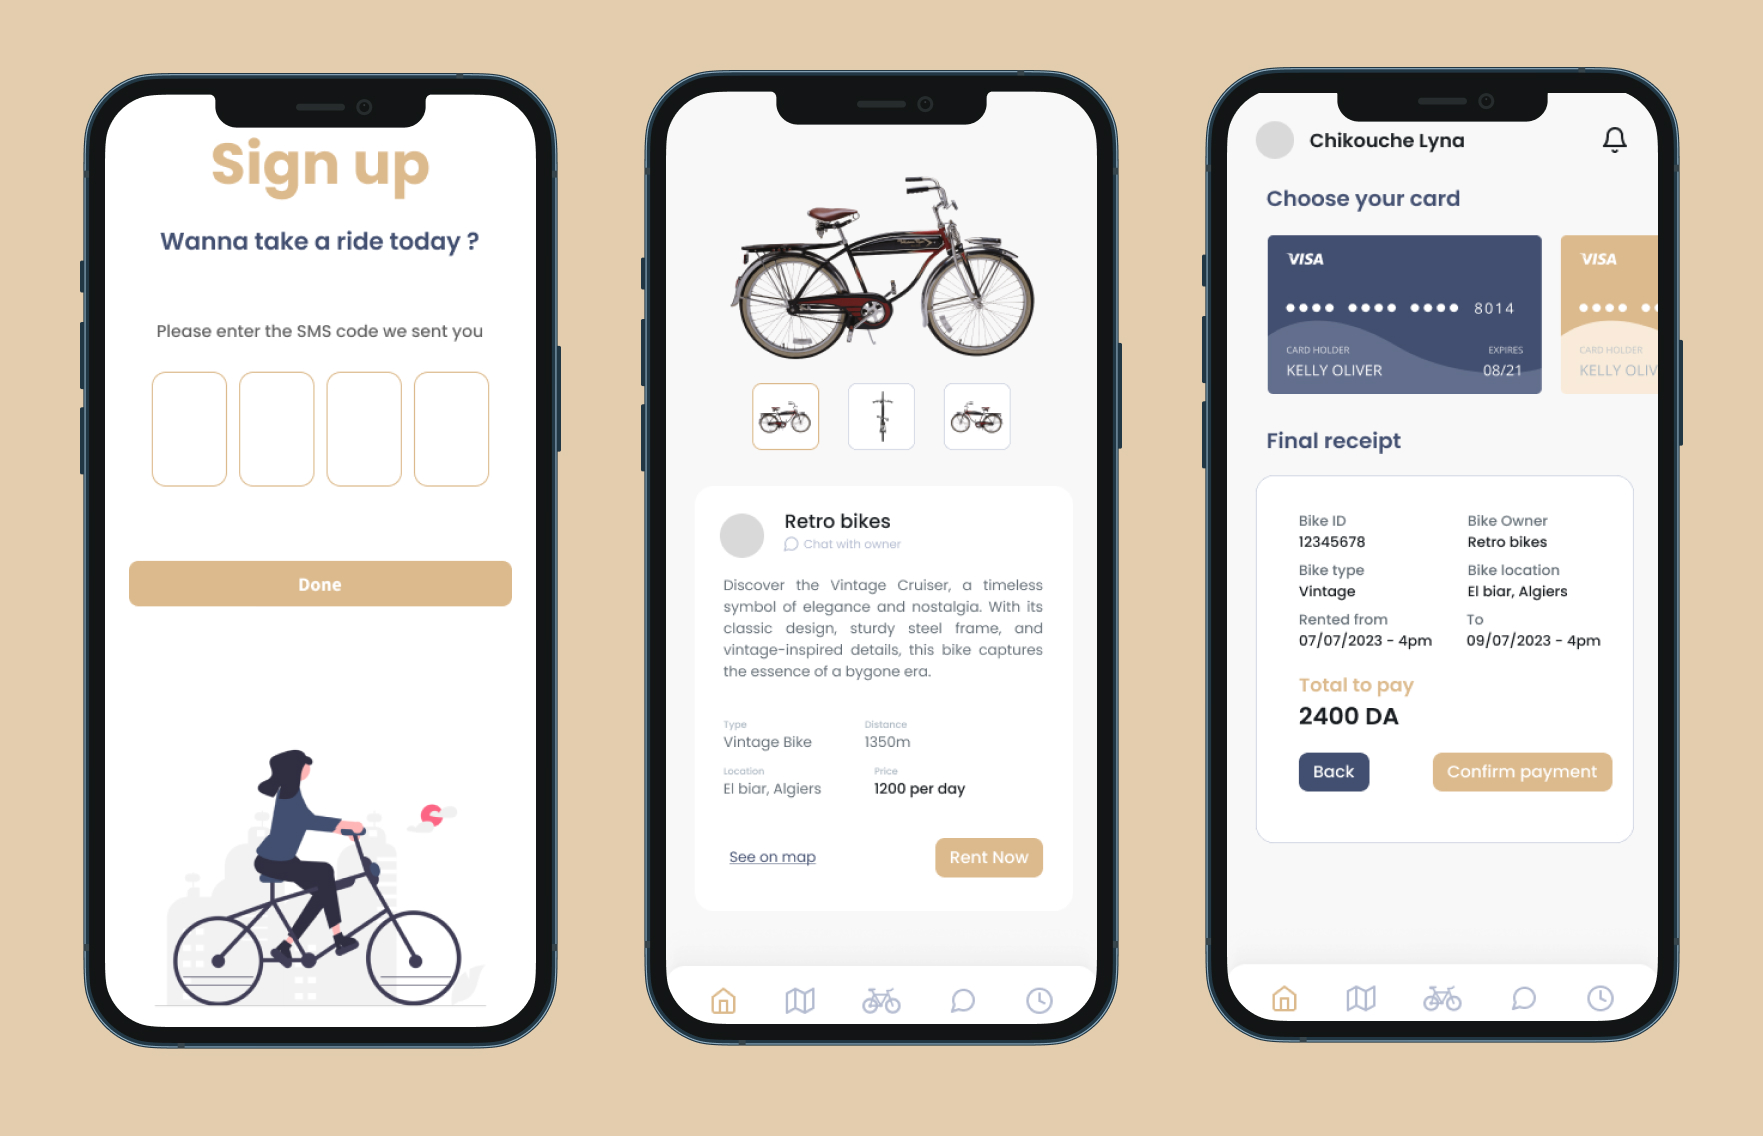 Sign up
Wanna take a ride today ?
Please enter the SMS code we sent you
Done
Retro bikes
Chat with owner
Discover the Vintage Cruiser, a timeless
symbol of elegance and nostalgia. With its
classic design, sturdy steel frame, and
vintage-inspired details, this bike captures
the essence of a bygone era.
Type
Distance
Vintage Bike
1350m
Location
Price
El biar, Algiers
1200 per day
See on map
Rent Now
Chikouche Lyna
Choose your card
VISA
8014
CARD HOLDER
EXPIRES
KELLY OLIVER
08/21
VISA
CARD HOLDER
KELLY OLIV
Final receipt
Bike ID
Bike Owner
12345678
Retro bikes
Bike type
Bike location
Vintage
El biar, Algiers
Rented from
To
07/07/2023 - 4pm
09/07/2023 - 4pm
Total to pay
2400 DA
Back
Confirm payment